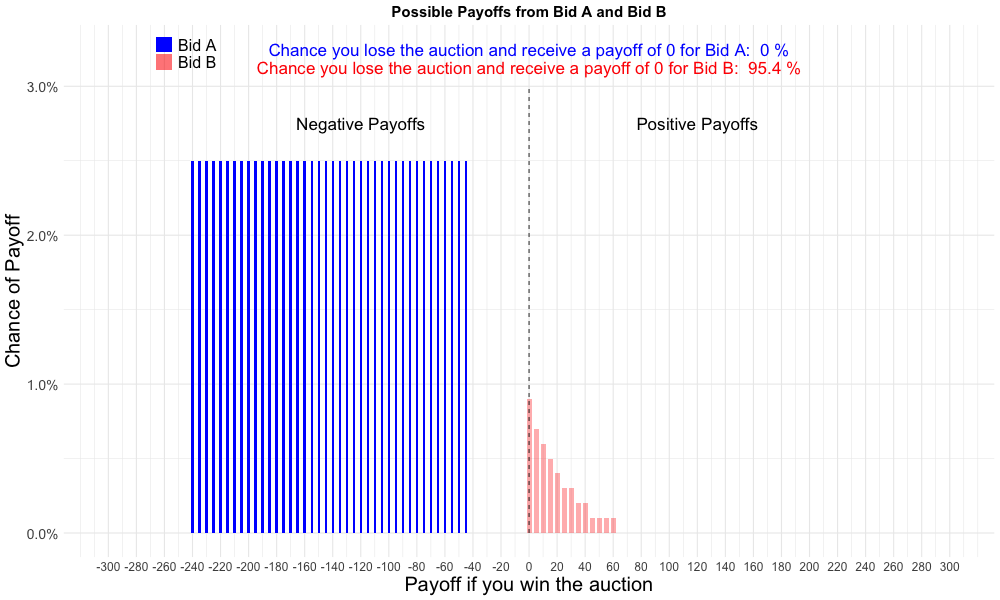 Possible Payoffs from Bid A and Bid B
Bid A
Bid B
Chance you lose the auction and receive a payoff of 0 for Bid A:  0 %
Chance you lose the auction and receive a payoff of 0 for Bid B:  95.4 %
Negative Payoffs
Positive Payoffs
Chance of Payoff
3.0%
2.0%
1.0%
0.0%
-300 -280 -260 -240 -220 -200 -180 -160 -140 -120 -100 -80 -60 -40 -20 0 20 40 60 80 100 120 140 160 180 200 220 240 260 280 300
Payoff if you win the auction